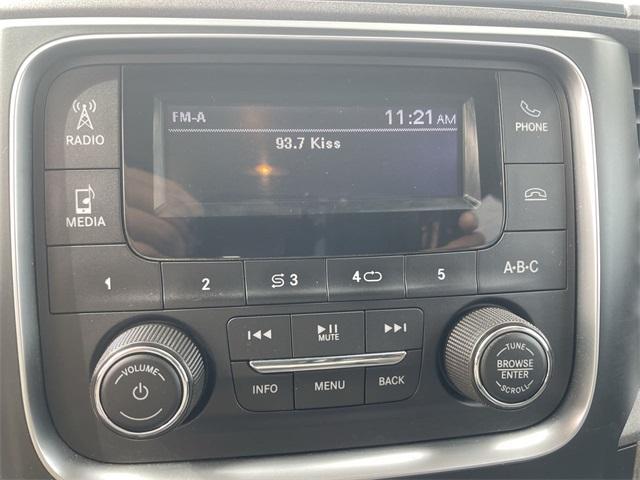 FM-A 11:21 AM
93.7 Kiss
RADIO
PHONE
MEDIA
1 2 3 4 5 A·B·C
VOLUME
MUTE
INFO MENU BACK
TUNE
BROWSE
ENTER
SCROLL